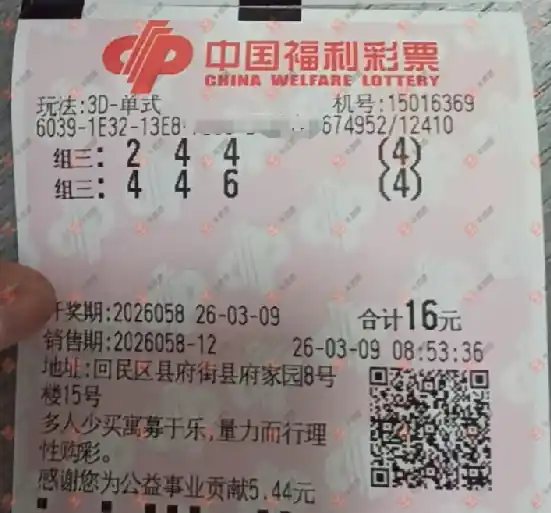 中国福利彩票
CHINA WELFARE LOTTERY
玩法:3D-单式 机号:15016369
6039-1E32-13E8- 674952/12410
组三: 2 4 4 (4)
组三: 4 4 6 (4)
开奖期:2026058 26-03-09 合计16元
销售期:2026058-12 26-03-09 08:53:36
地址:回民区县府街县府家园8号
楼15号
多人少买寓募于乐,量力而行理
性购彩。
感谢您为公益事业贡献5.44元